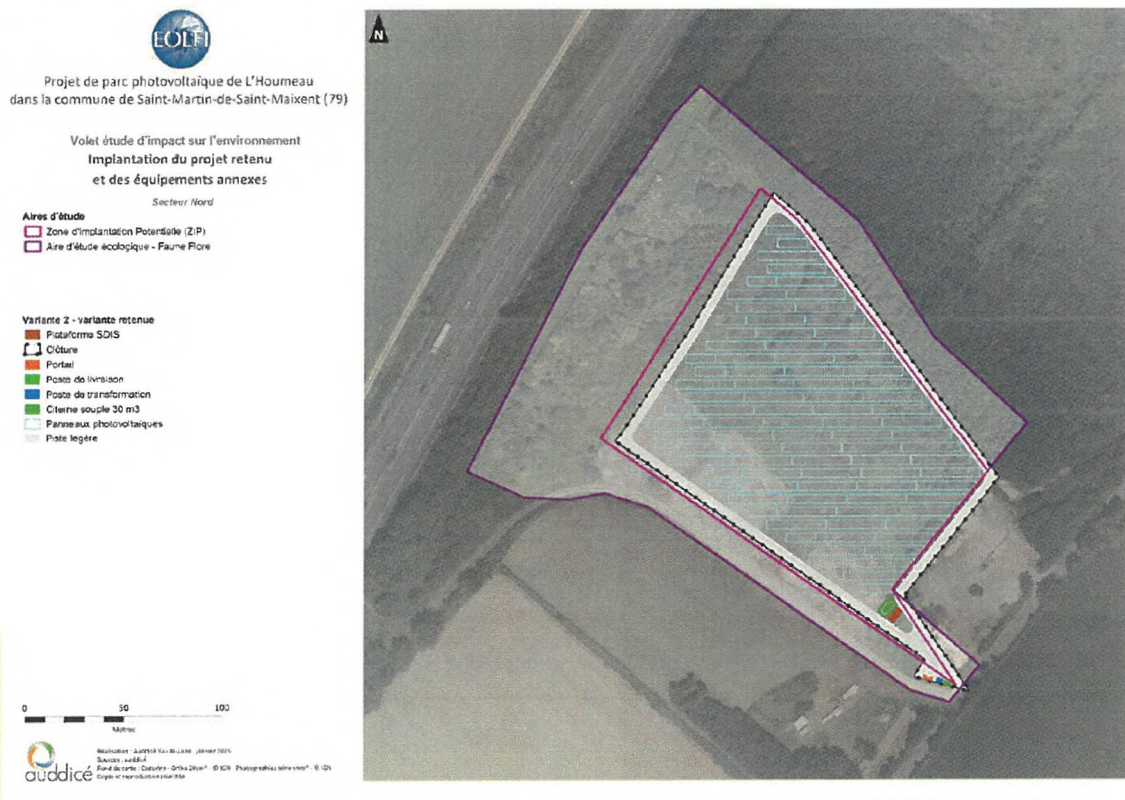 EOLFI
Projet de parc photovoltaïque de L'Houmeau
dans la commune de Saint-Martin-de-Saint-Maixent (79)
Volet étude d'impact sur l'environnement
Implantation du projet retenu
et des équipements annexes
Secteur Nord
Aires d'étude
Zone d'Implantation Potentielle (ZIP)
Aire d'étude écologique - Faune Flore
Variante 2 - variante retenue
Plateforme SDIS
Clôture
Portail
Poste de livraison
Poste de transformation
Citerne souple 30 m3
Panneaux photovoltaïques
Piste légère
N
0 50 100
Mètres
auddicé
Sources : auddicé